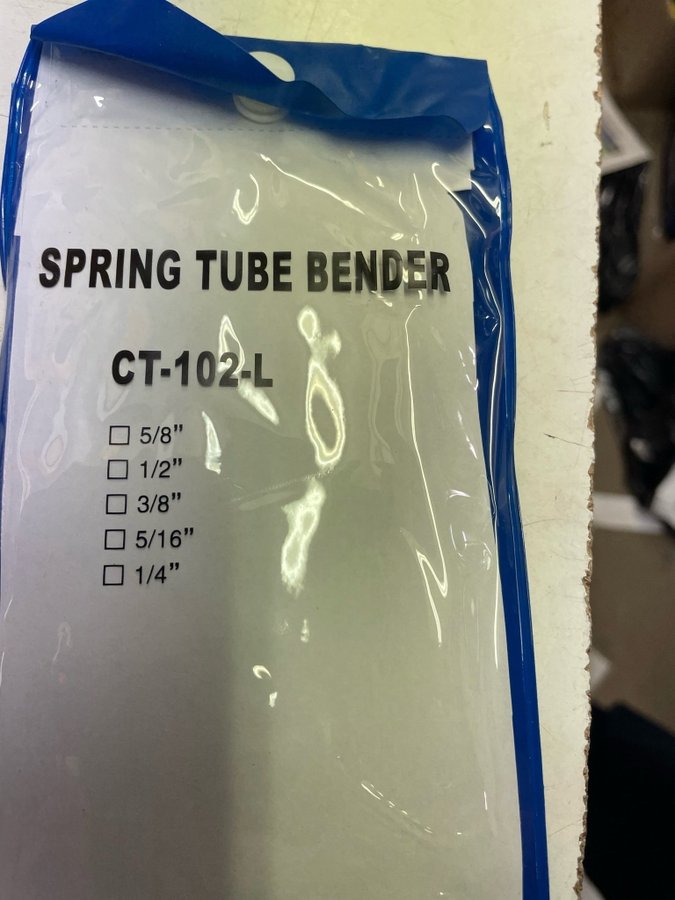 SPRING TUBE BENDER
CT-102-L
☐ 5/8”
☐ 1/2”
☐ 3/8”
☐ 5/16”
☐ 1/4”